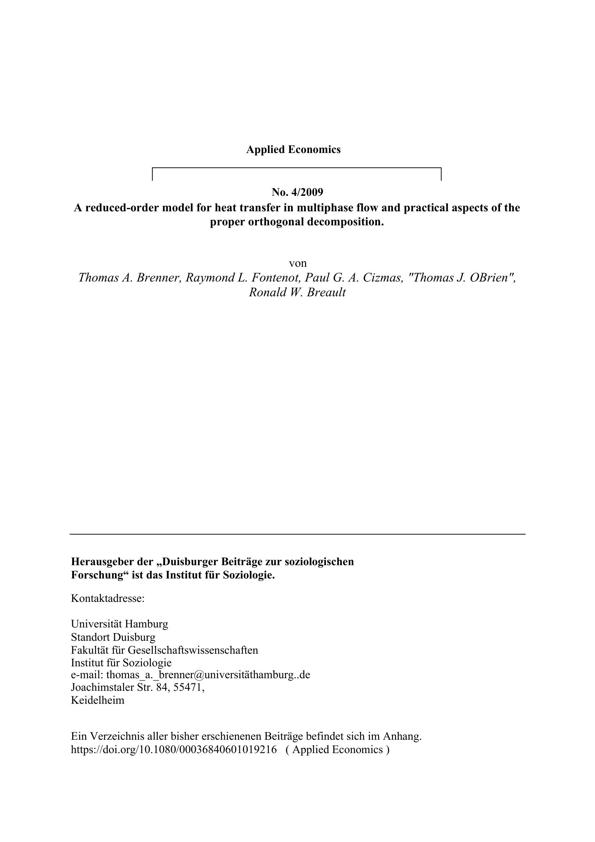 Applied Economics
No. 4/2009
A reduced-order model for heat transfer in multiphase flow and practical aspects of the
proper orthogonal decomposition.
von
Thomas A. Brenner, Raymond L. Fontenot, Paul G. A. Cizmas, "Thomas J. OBrien",
Ronald W. Breault
Herausgeber der „Duisburger Beiträge zur soziologischen
Forschung“ ist das Institut für Soziologie.
Kontaktadresse:
Universität Hamburg
Standort Duisburg
Fakultät für Gesellschaftswissenschaften
Institut für Soziologie
e-mail: thomas_a._brenner@universitäthamburg..de
Joachimstaler Str. 84, 55471,
Keidelheim
Ein Verzeichnis aller bisher erschienenen Beiträge befindet sich im Anhang.
https://doi.org/10.1080/00036840601019216 ( Applied Economics )